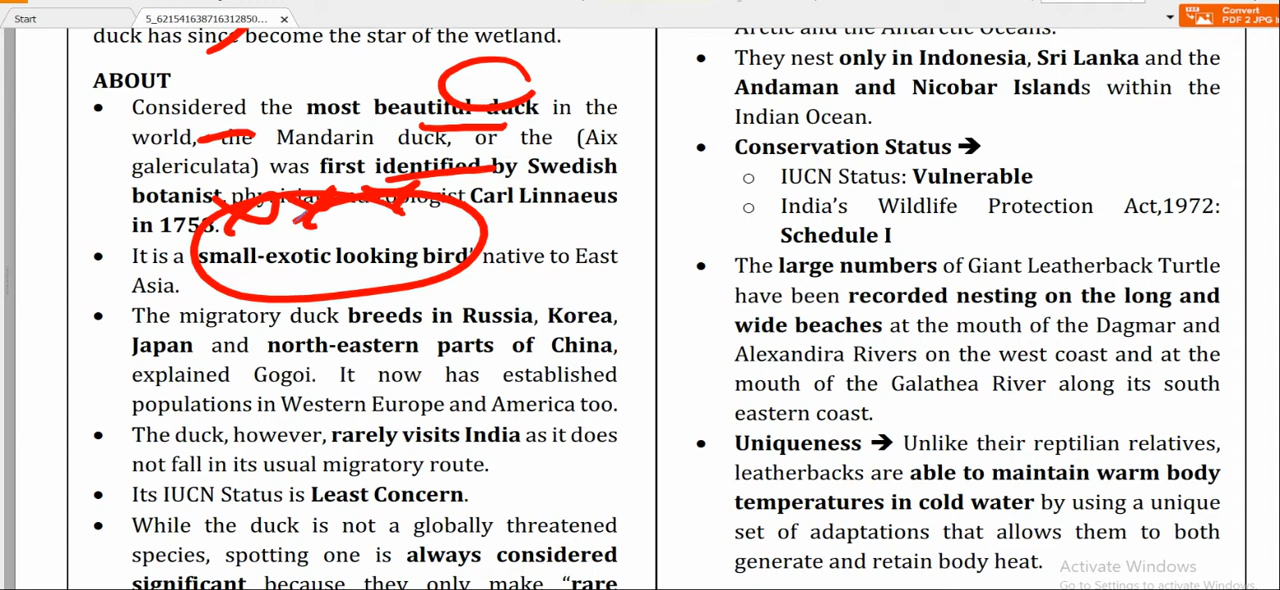 Start
5_621541638716312850...
Convert
PDF 2 JPG
duck has since become the star of the wetland.
ABOUT
• Considered the most beautiful duck in the
world, the Mandarin duck, or the (Aix
galericulata) was first identified by Swedish
botanist, physician and zoologist Carl Linnaeus
in 1758.
• It is a ‘small-exotic looking bird’ native to East
Asia.
• The migratory duck breeds in Russia, Korea,
Japan and north-eastern parts of China,
explained Gogoi. It now has established
populations in Western Europe and America too.
• The duck, however, rarely visits India as it does
not fall in its usual migratory route.
• Its IUCN Status is Least Concern.
• While the duck is not a globally threatened
species, spotting one is always considered
significant because they only make “rare
Arctic and the Antarctic Oceans.
• They nest only in Indonesia, Sri Lanka and the
Andaman and Nicobar Islands within the
Indian Ocean.
• Conservation Status ➔
o IUCN Status: Vulnerable
o India’s Wildlife Protection Act,1972:
Schedule I
• The large numbers of Giant Leatherback Turtle
have been recorded nesting on the long and
wide beaches at the mouth of the Dagmar and
Alexandira Rivers on the west coast and at the
mouth of the Galathea River along its south
eastern coast.
• Uniqueness ➔ Unlike their reptilian relatives,
leatherbacks are able to maintain warm body
temperatures in cold water by using a unique
set of adaptations that allows them to both
generate and retain body heat.
Activate Windows
Go to Settings to activate Windows.